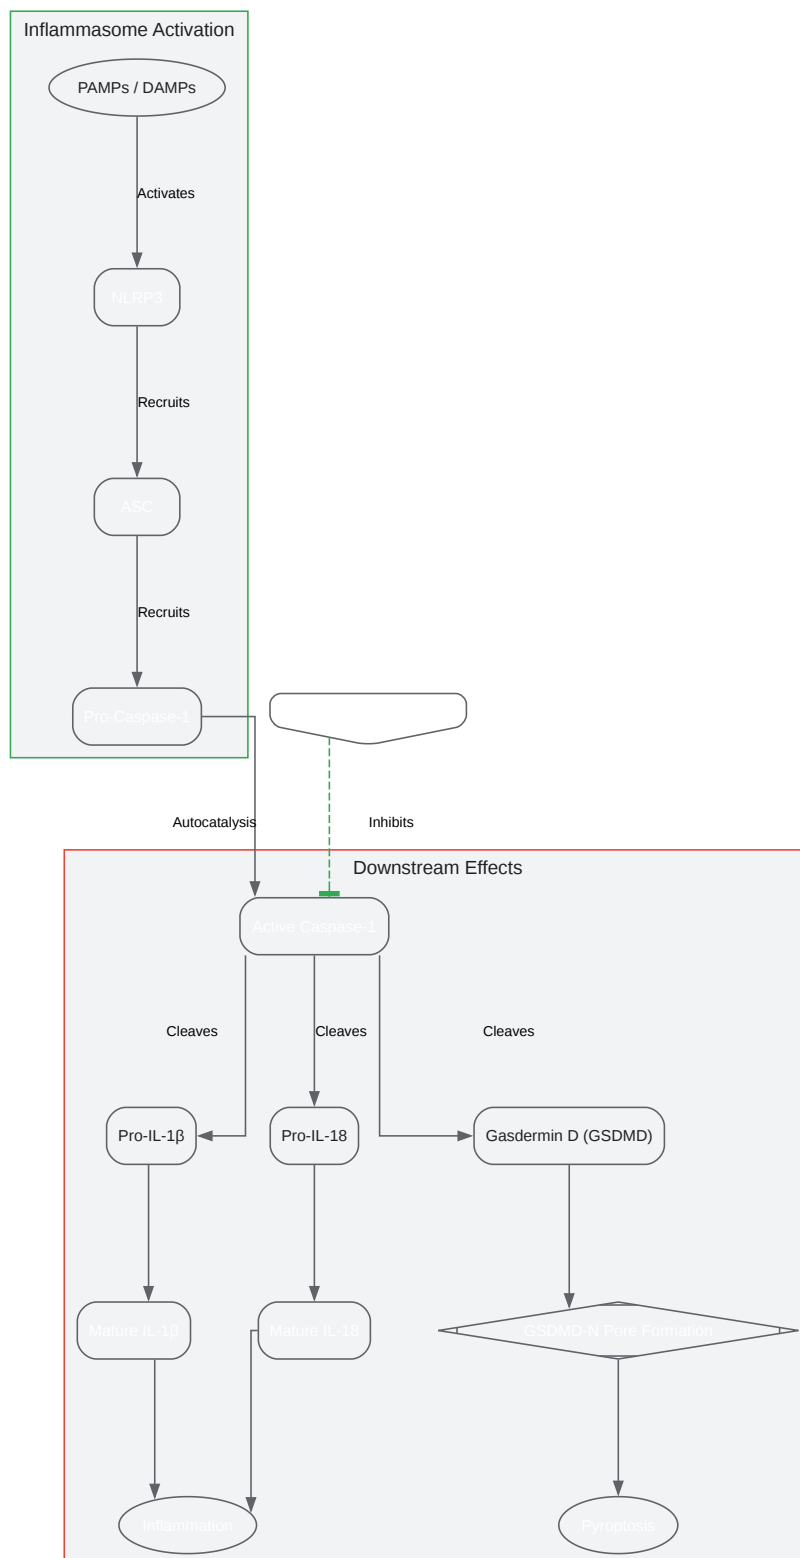 Inflammasome Activation
PAMPs / DAMPs
Activates
NLRP3
Recruits
ASC
Recruits
Pro-Caspase-1
Autocatalysis
Inhibits
Downstream Effects
Active Caspase-1
Cleaves
Cleaves
Cleaves
Pro-IL-1β
Pro-IL-18
Gasdermin D (GSDMD)
Mature IL-1β
Mature IL-18
GSDMD-N Pore Formation
Inflammation
Pyroptosis